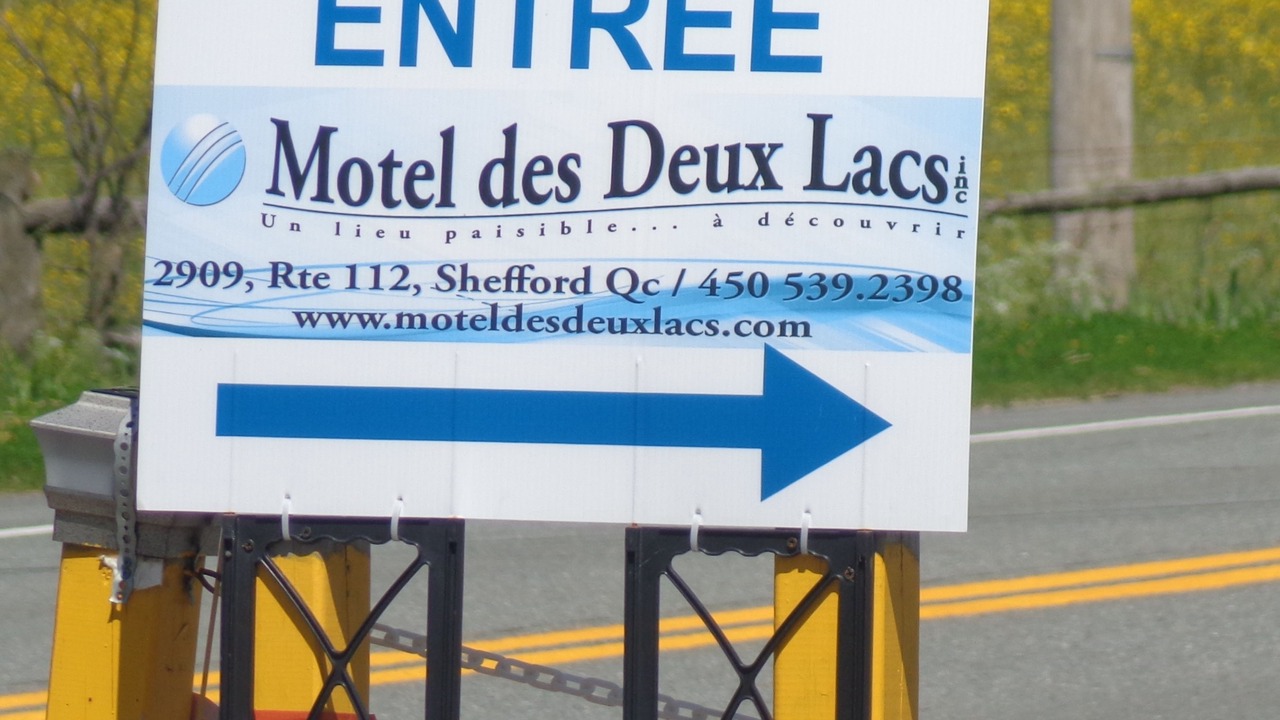 ENTREE
Motel des Deux Lacs inc
Un lieu paisible... à découvrir
2909, Rte 112, Shefford Qc / 450 539.2398
www.moteldesdeuxlacs.com